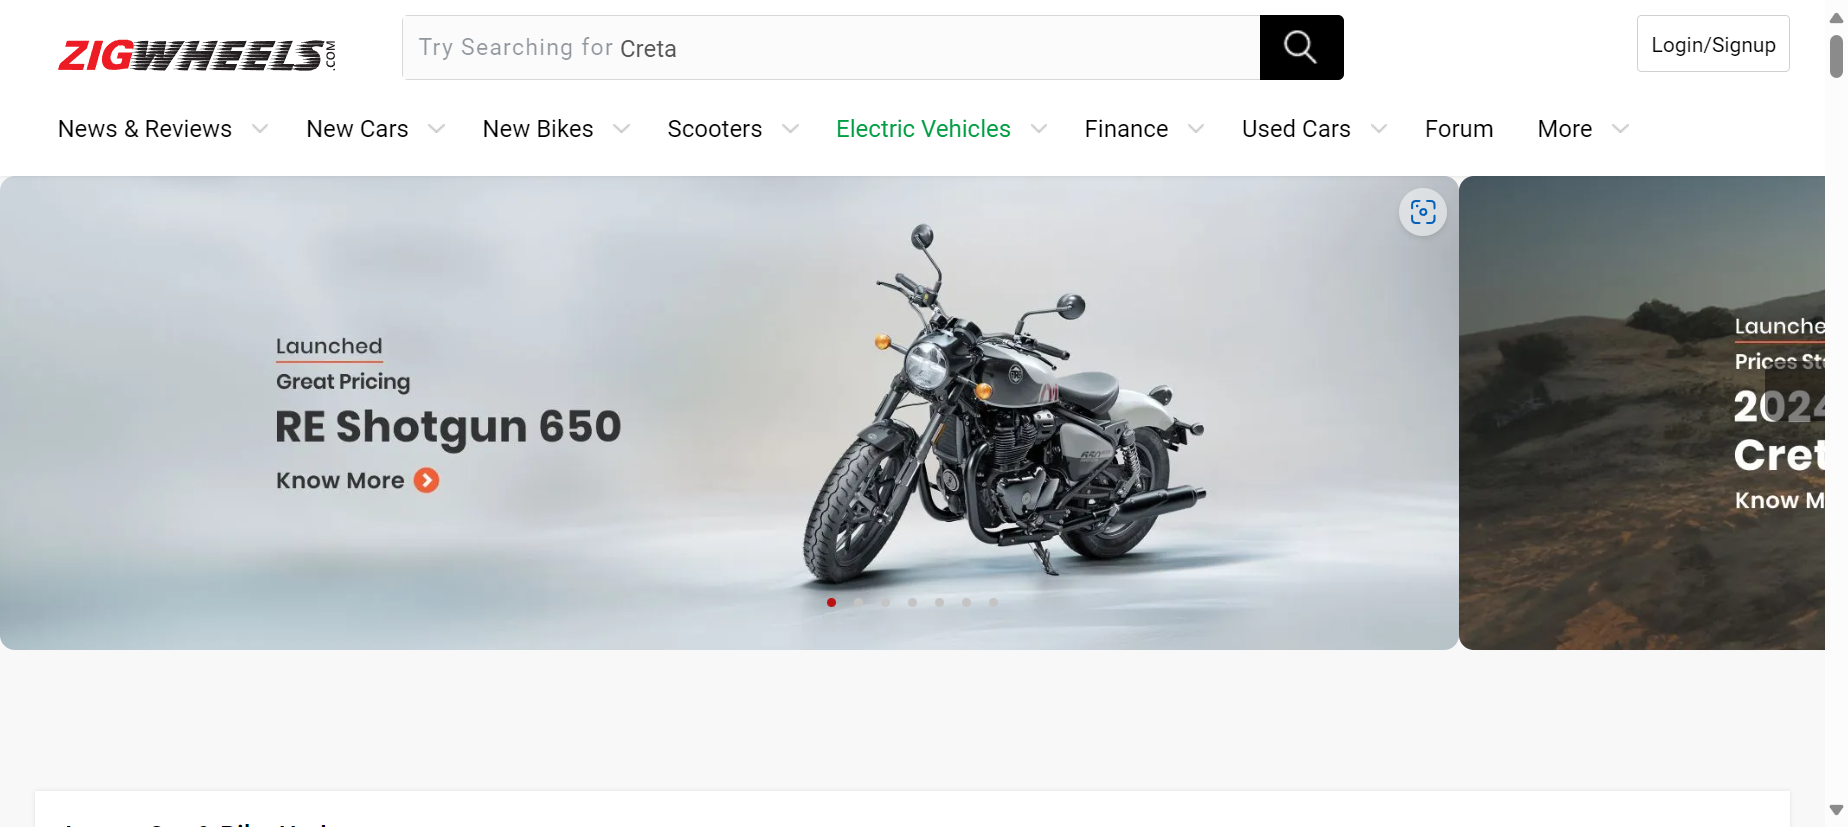 ZIGWHEELS.COM
Try Searching for Creta
Login/Signup
News & Reviews
New Cars
New Bikes
Scooters
Electric Vehicles
Finance
Used Cars
Forum
More
Launched
Great Pricing
RE Shotgun 650
Know More
Launche
Prices St
2024
Cret
Know M